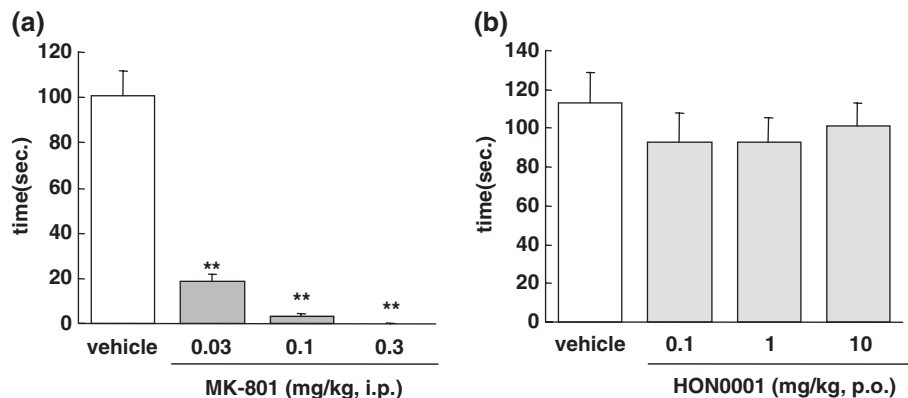 (a)
120
100
80
60
40
20
0
time(sec.)
**
**
**
vehicle 0.03 0.1 0.3
MK-801 (mg/kg, i.p.)
(b)
140
120
100
80
60
40
20
0
time(sec.)
vehicle 0.1 1 10
HON0001 (mg/kg, p.o.)